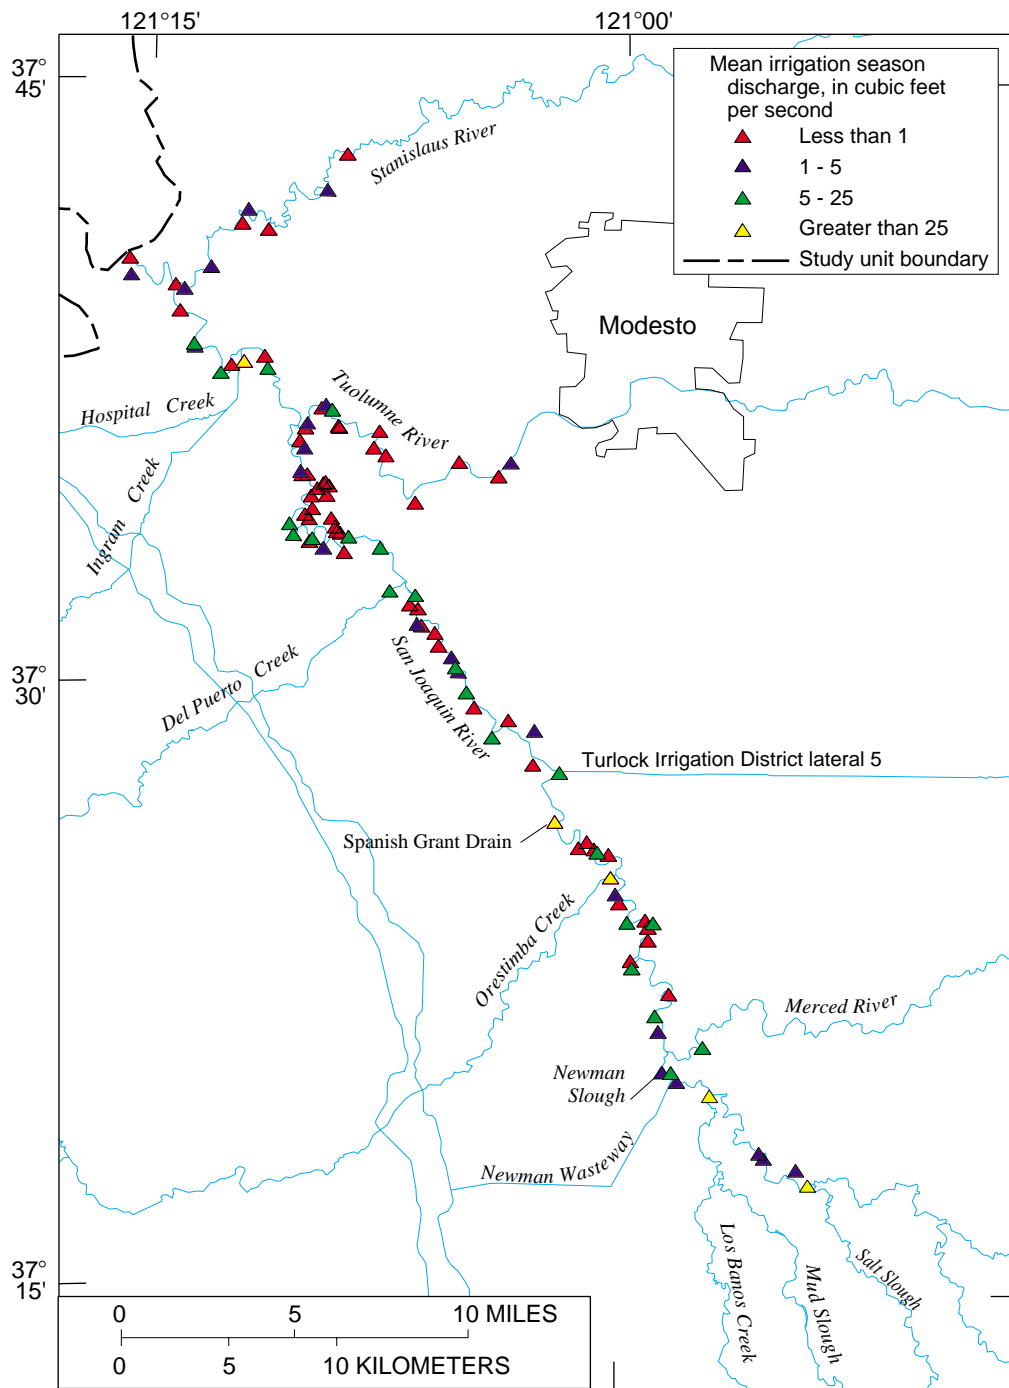 121°15'
121°00'
37°
45'
Mean irrigation season
discharge, in cubic feet
per second
Less than 1
1 - 5
5 - 25
Greater than 25
Study unit boundary
Stanislaus River
Modesto
Tuolumne River
Hospital Creek
Ingram Creek
37°
30'
Del Puerto Creek
San Joaquin River
Turlock Irrigation District lateral 5
Spanish Grant Drain
Orestimba Creek
Merced River
Newman
Slough
Newman Wasteway
Los Banos Creek
Mud Slough
Salt Slough
37°
15'
0 5 10 MILES
0 5 10 KILOMETERS